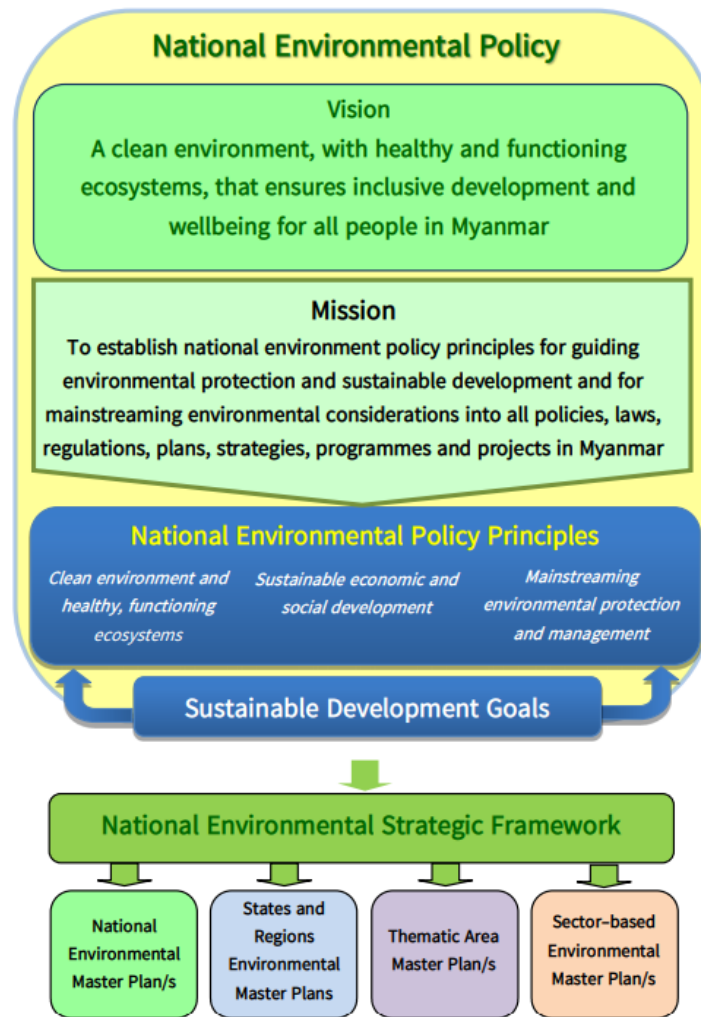 National Environmental Policy
Vision
A clean environment, with healthy and functioning
ecosystems, that ensures inclusive development and
wellbeing for all people in Myanmar
Mission
To establish national environment policy principles for guiding
environmental protection and sustainable development and for
mainstreaming environmental considerations into all policies, laws,
regulations, plans, strategies, programmes and projects in Myanmar
National Environmental Policy Principles
Clean environment and
healthy, functioning
ecosystems
Sustainable economic and
social development
Mainstreaming
environmental protection
and management
Sustainable Development Goals
National Environmental Strategic Framework
National
Environmental
Master Plan/s
States and
Regions
Environmental
Master Plans
Thematic Area
Master Plan/s
Sector-based
Environmental
Master Plan/s